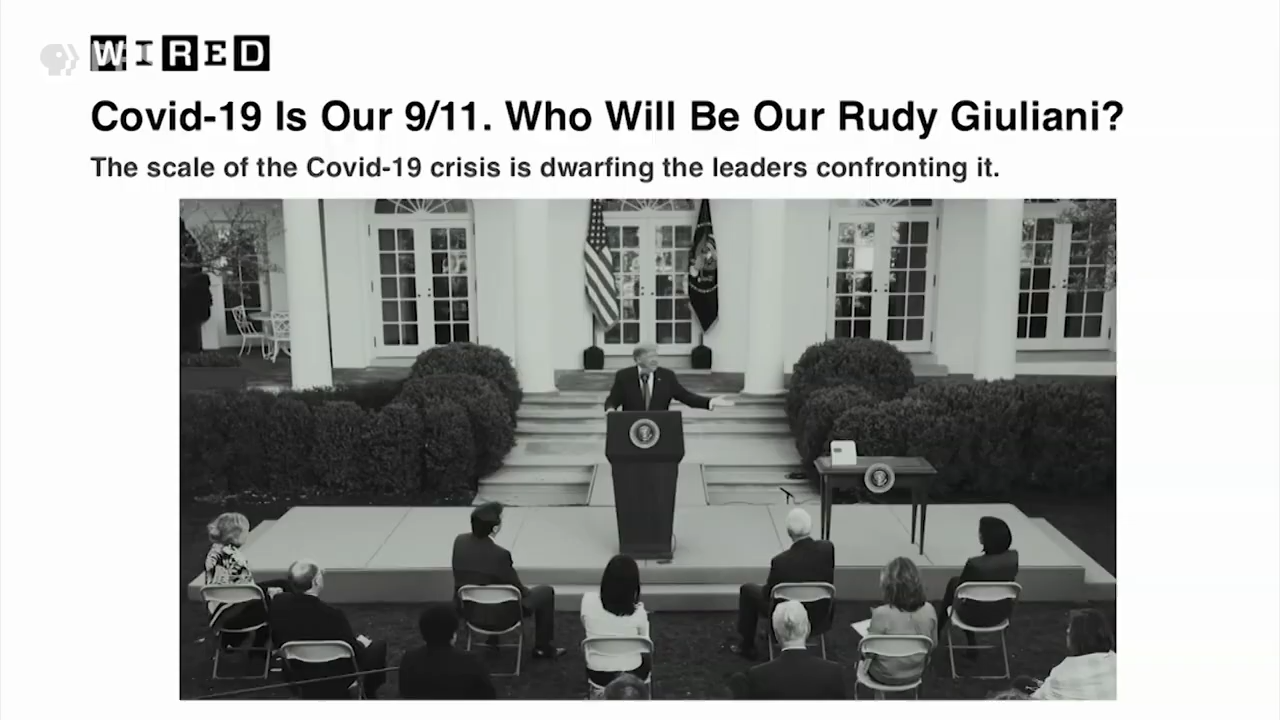 WIRED
Covid-19 Is Our 9/11. Who Will Be Our Rudy Giuliani?
The scale of the Covid-19 crisis is dwarfing the leaders confronting it.